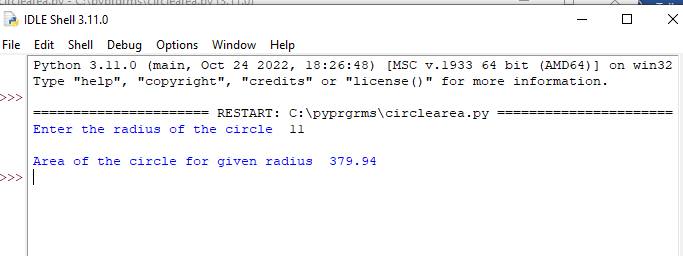 IDLE Shell 3.11.0
File Edit Shell Debug Options Window Help
Python 3.11.0 (main, Oct 24 2022, 18:26:48) [MSC v.1933 64 bit (AMD64)] on win32
Type "help", "copyright", "credits" or "license()" for more information.
>>>
====================== RESTART: C:\pyprgrms\circlearea.py ======================
Enter the radius of the circle  11
Area of the circle for given radius  379.94
>>>